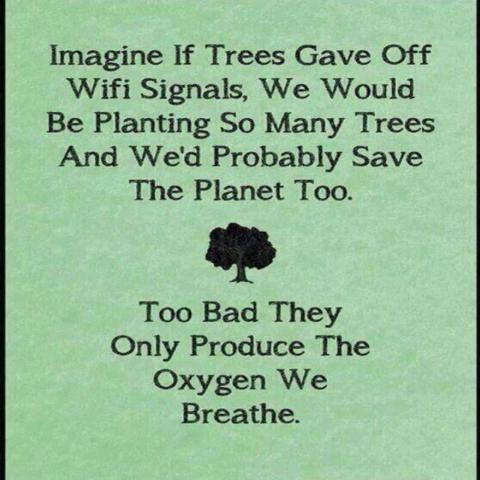 Imagine If Trees Gave Off
Wifi Signals, We Would
Be Planting So Many Trees
And We'd Probably Save
The Planet Too.
Too Bad They
Only Produce The
Oxygen We
Breathe.